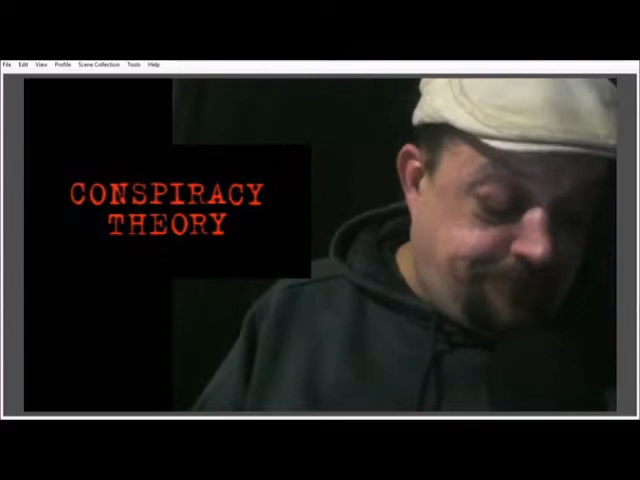 File Edit View Profile Scene Collection Tools Help
CONSPIRACY
THEORY